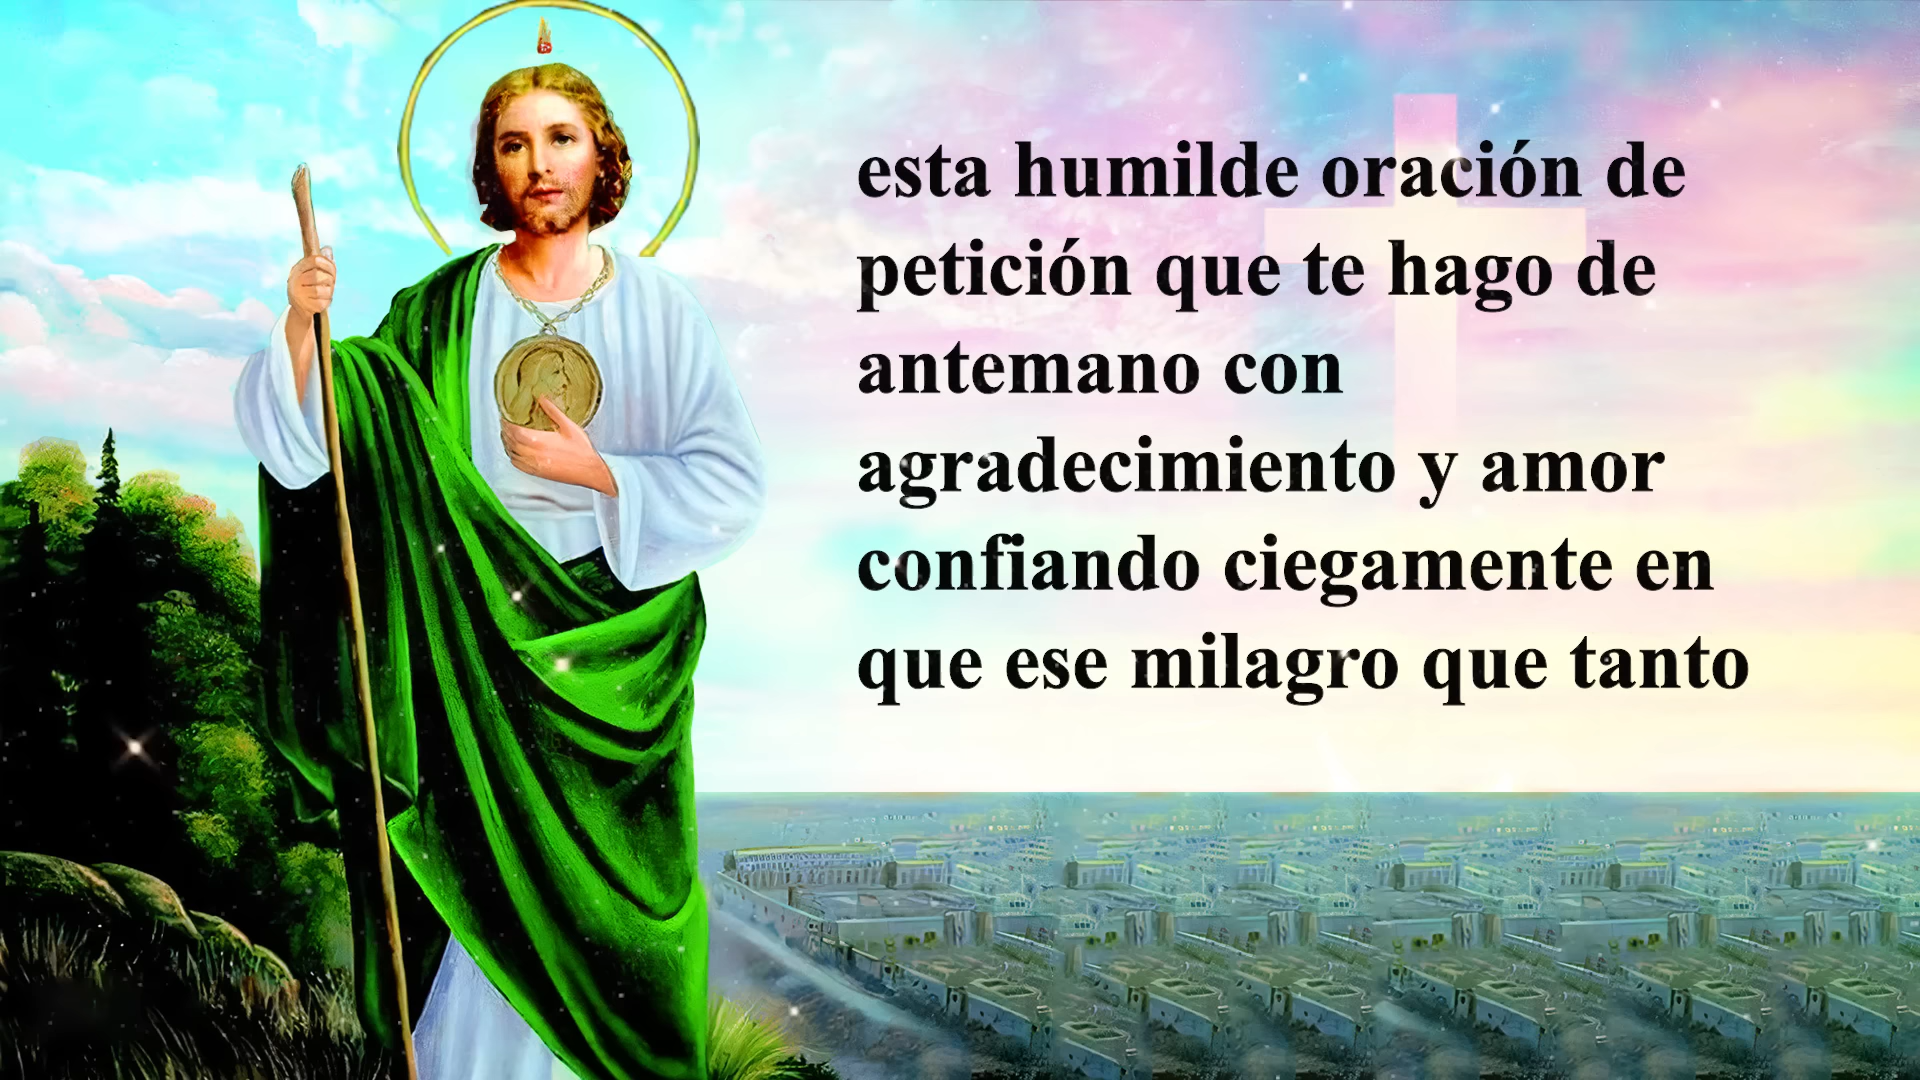 esta humilde oración de
petición que te hago de
antemano con
agradecimiento y amor
confiando ciegamente en
que ese milagro que tanto